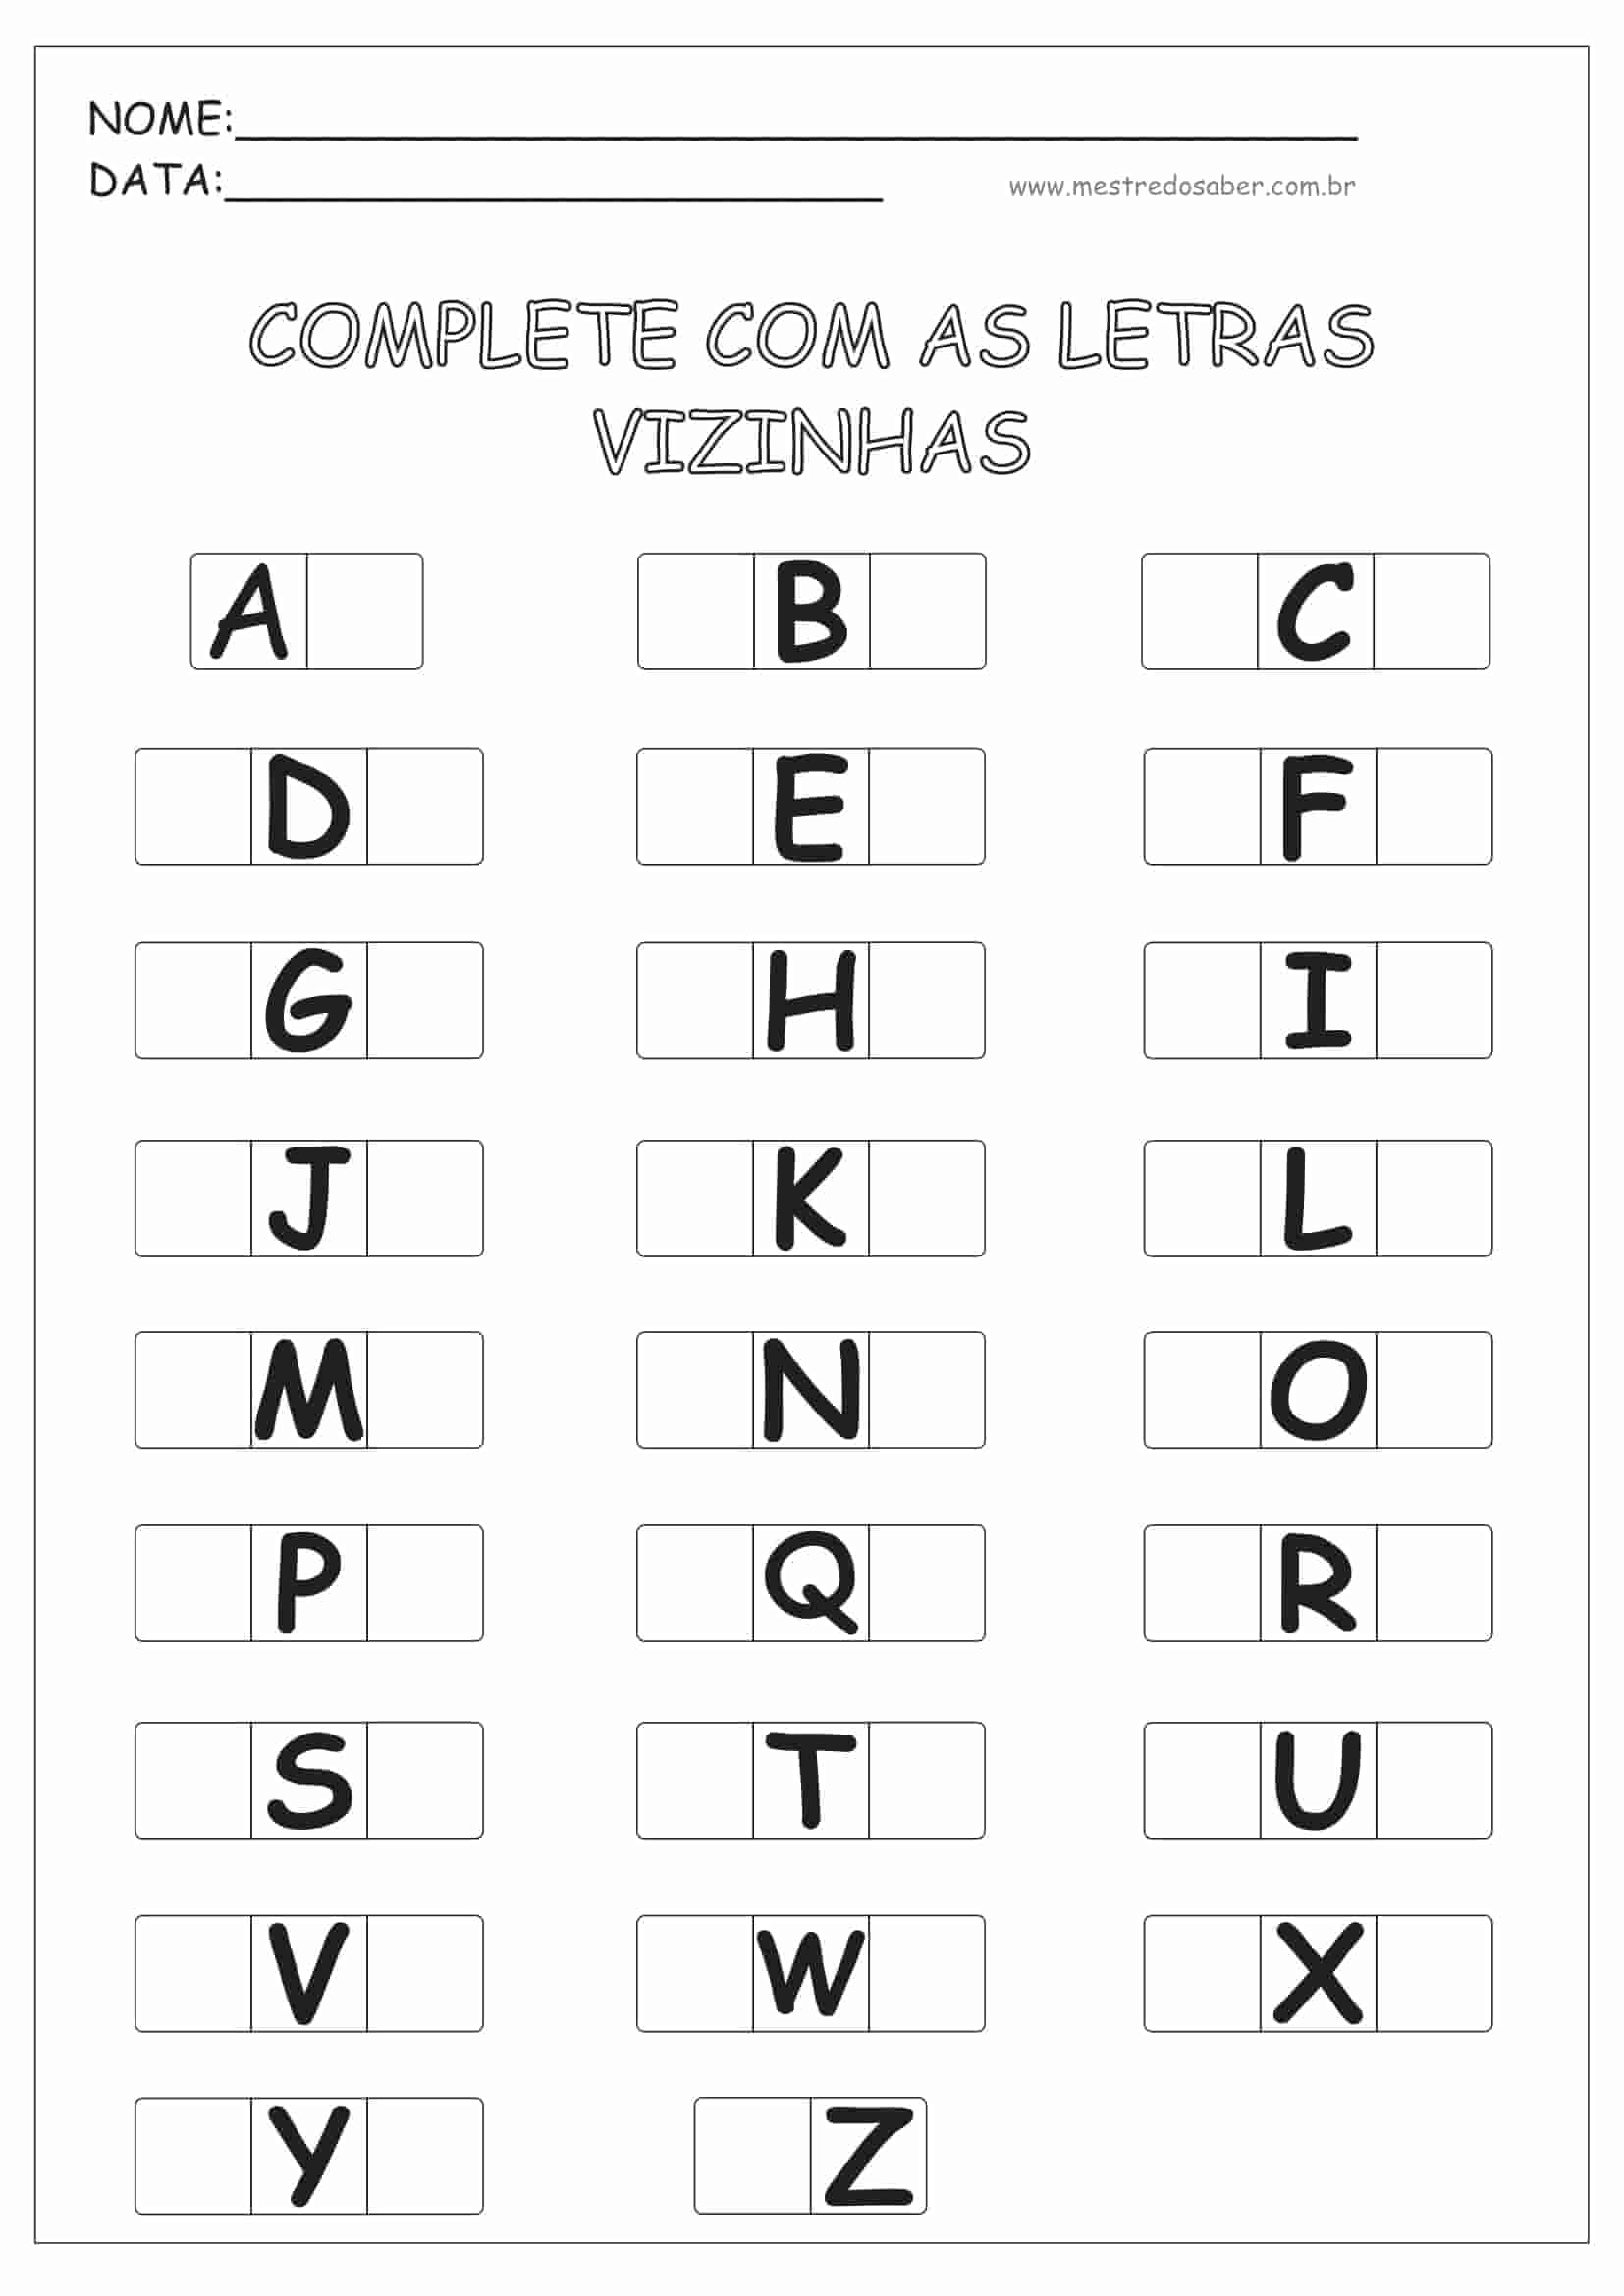 NOME:
DATA: www.mestredosaber.com.br
COMPLETE COM AS LETRAS
VIZINHAS
A B C
D E F
G H I
J K L
M N O
P Q R
S T U
V W X
Y Z